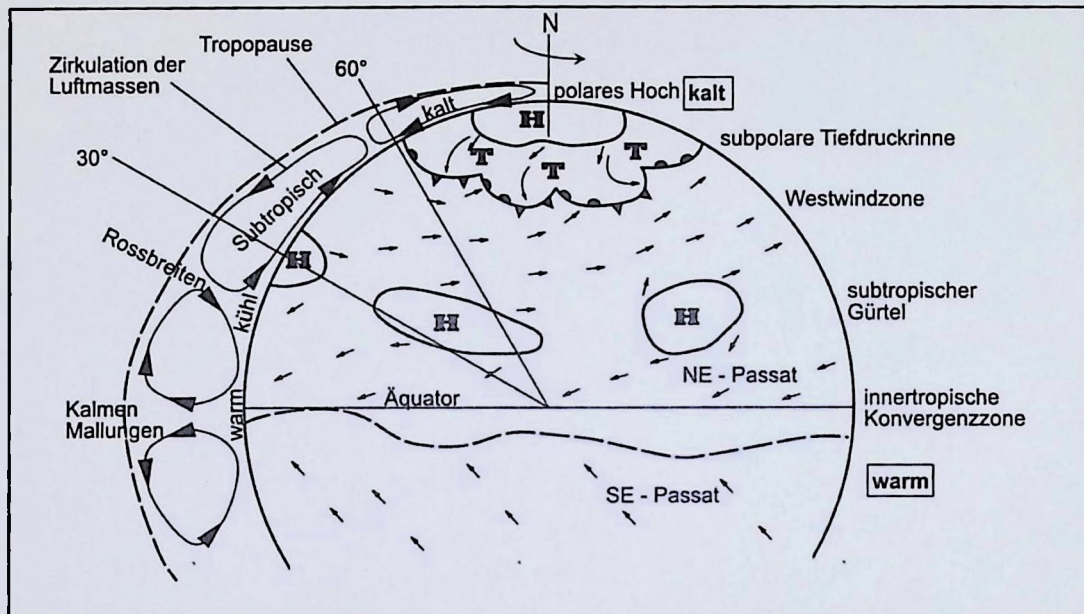 N
Tropopause
Zirkulation der
Luftmassen
60°
polares Hoch kalt
kalt
H
subpolare Tiefdruckrinne
T
T
T
30°
Subtropisch
Westwindzone
Rossbreiten
H
kühl
subtropischer
Gürtel
H
H
NE - Passat
Äquator
innertropische
Konvergenzzone
Kalmen
Mallungen
warm
warm
SE - Passat